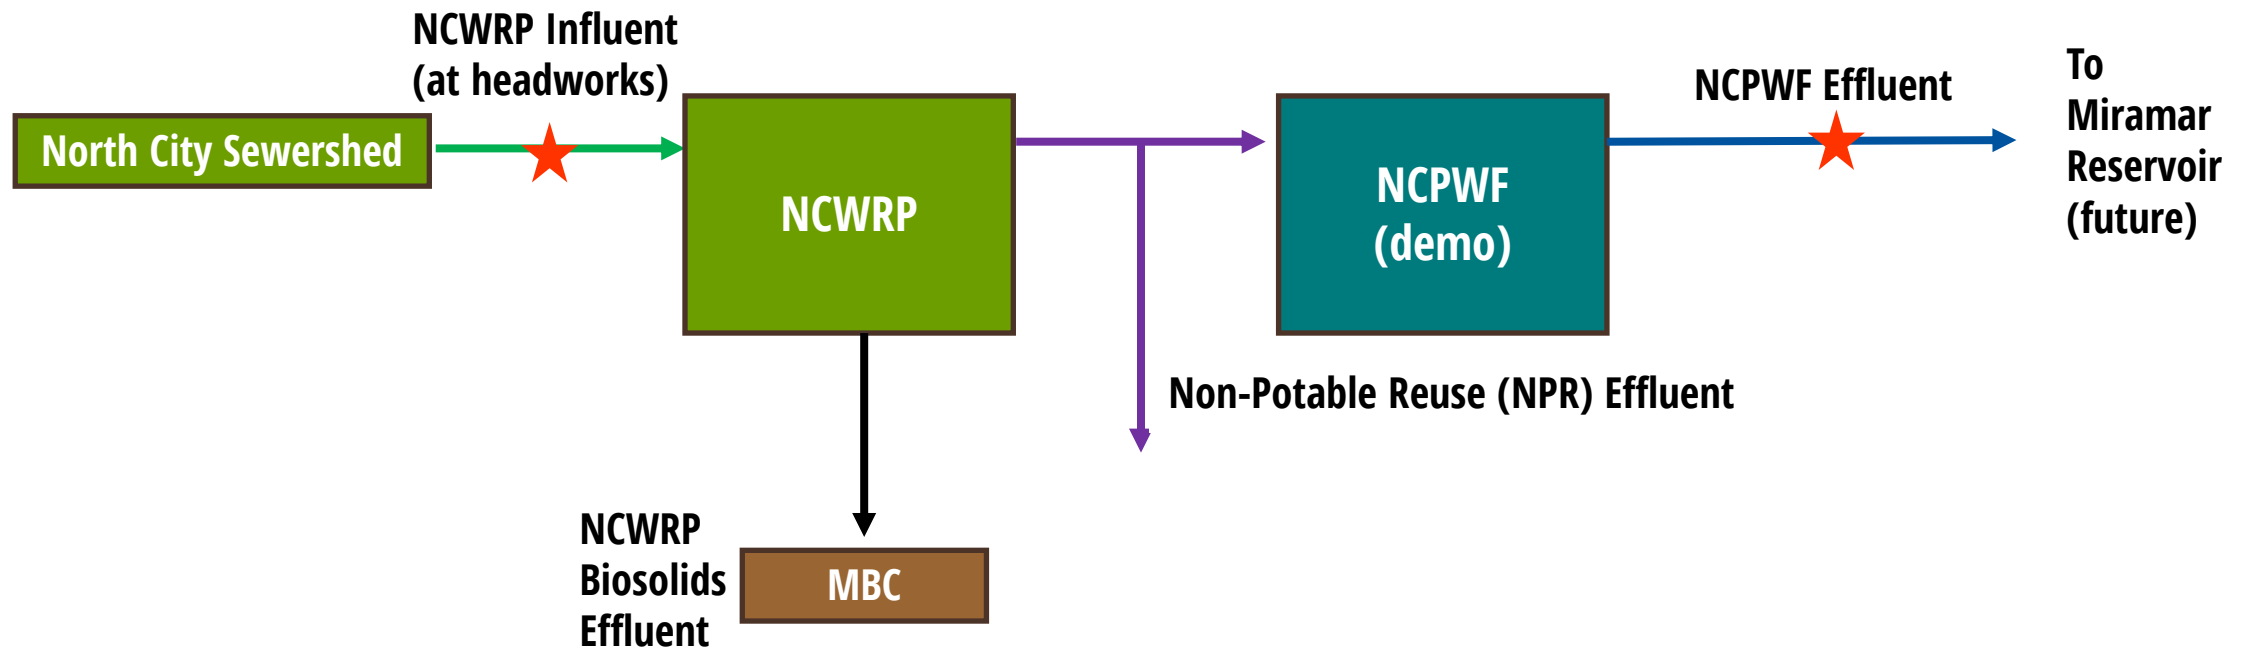 NCWRP Influent
(at headworks)
North City Sewershed
NCWRP
NCPWF
(demo)
NCPWF Effluent
To
Miramar
Reservoir
(future)
Non-Potable Reuse (NPR) Effluent
NCWRP
Biosolids
Effluent
MBC